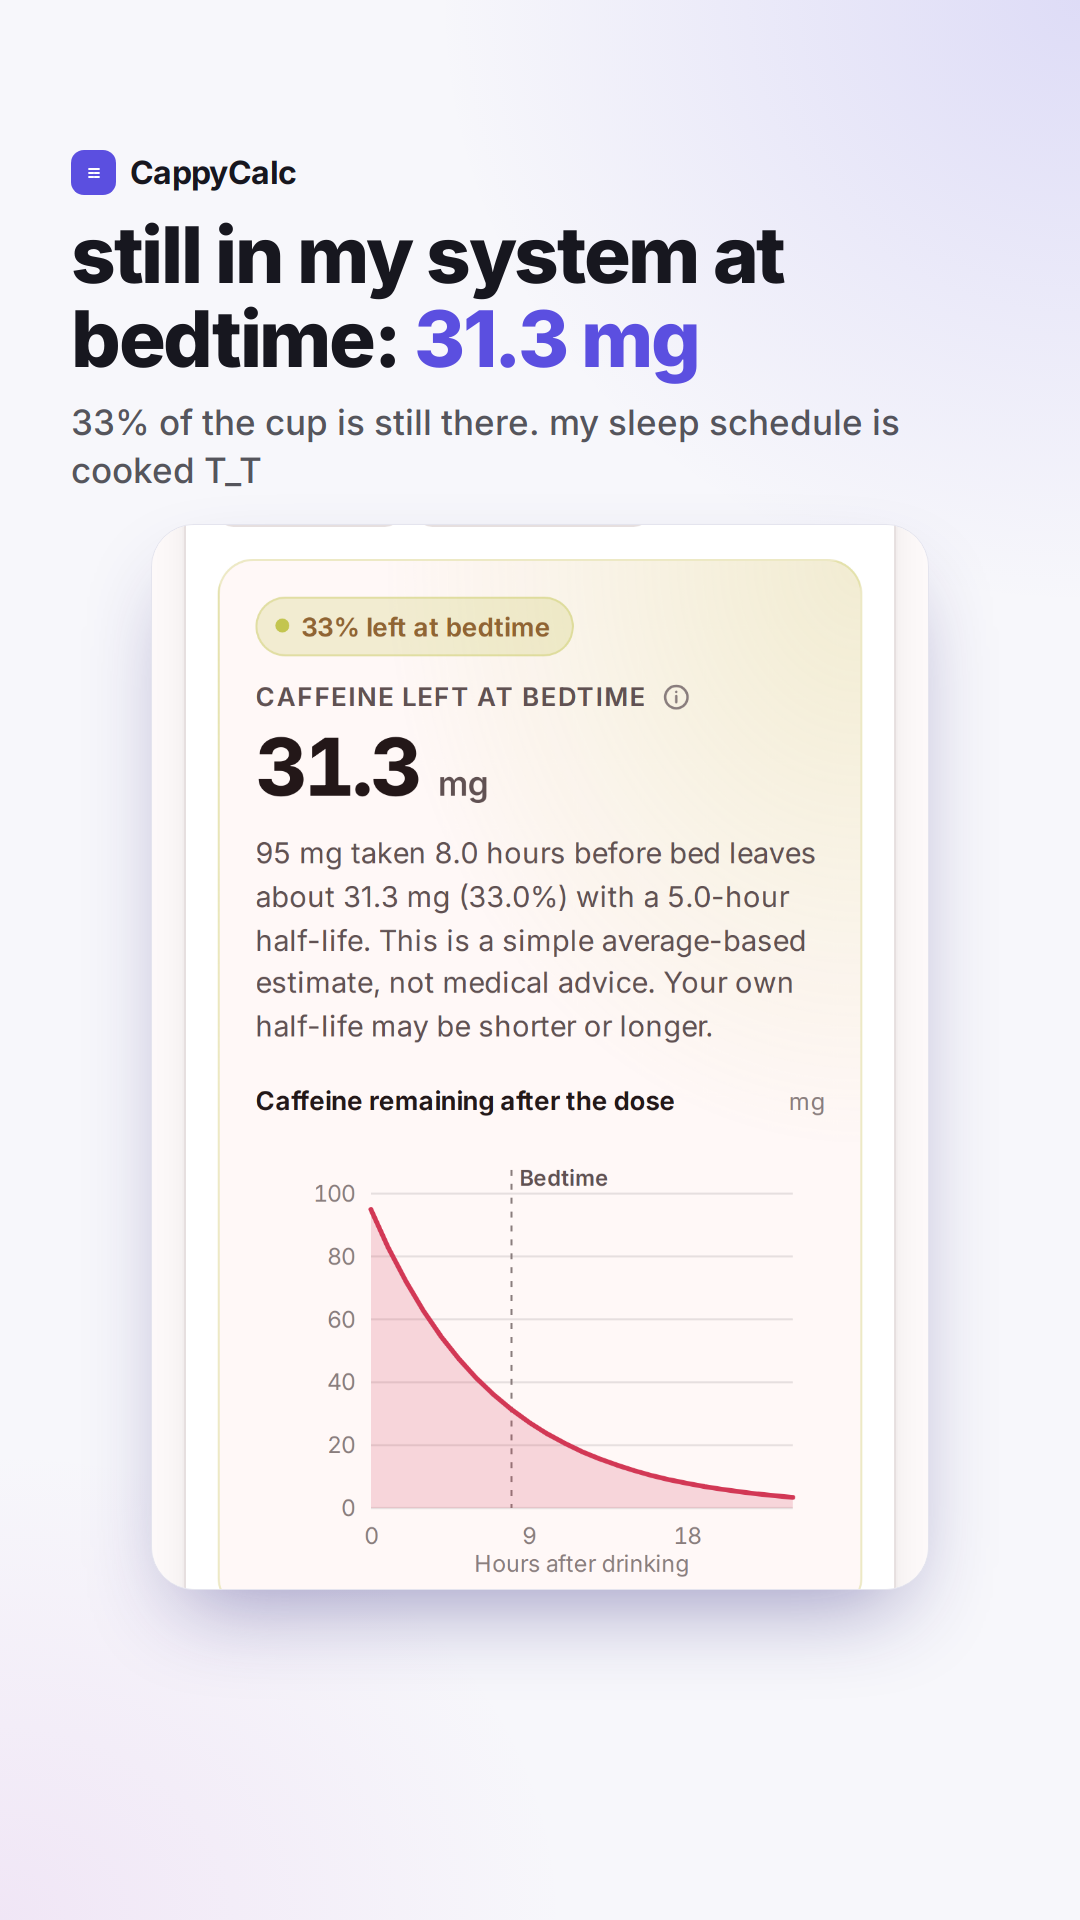 CappyCalc
still in my system at
bedtime: 31.3 mg
33% of the cup is still there. my sleep schedule is
cooked T_T
33% left at bedtime
CAFFEINE LEFT AT BEDTIME
31.3 mg
95 mg taken 8.0 hours before bed leaves
about 31.3 mg (33.0%) with a 5.0-hour
half-life. This is a simple average-based
estimate, not medical advice. Your own
half-life may be shorter or longer.
Caffeine remaining after the dose mg
Bedtime
100
80
60
40
20
0
0 9 18
Hours after drinking